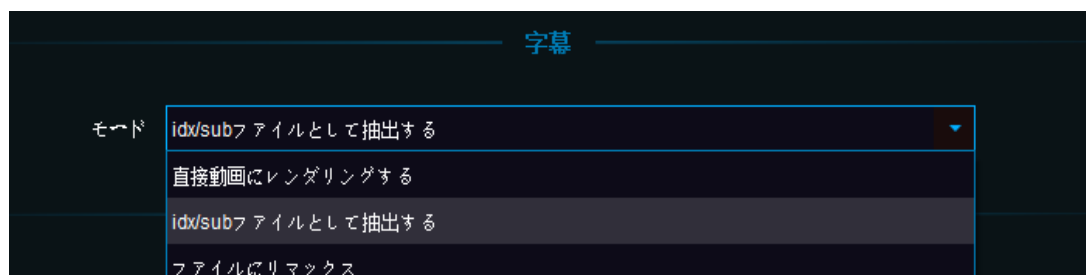 字幕
モード idx/subファイルとして抽出する
直接動画にレンダリングする
idx/subファイルとして抽出する
ファイルにリマックス